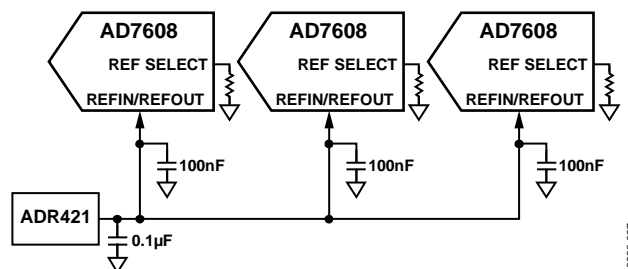 AD7608
REF SELECT
REFIN/REFOUT
100nF
AD7608
REF SELECT
REFIN/REFOUT
100nF
AD7608
REF SELECT
REFIN/REFOUT
100nF
ADR421
0.1µF